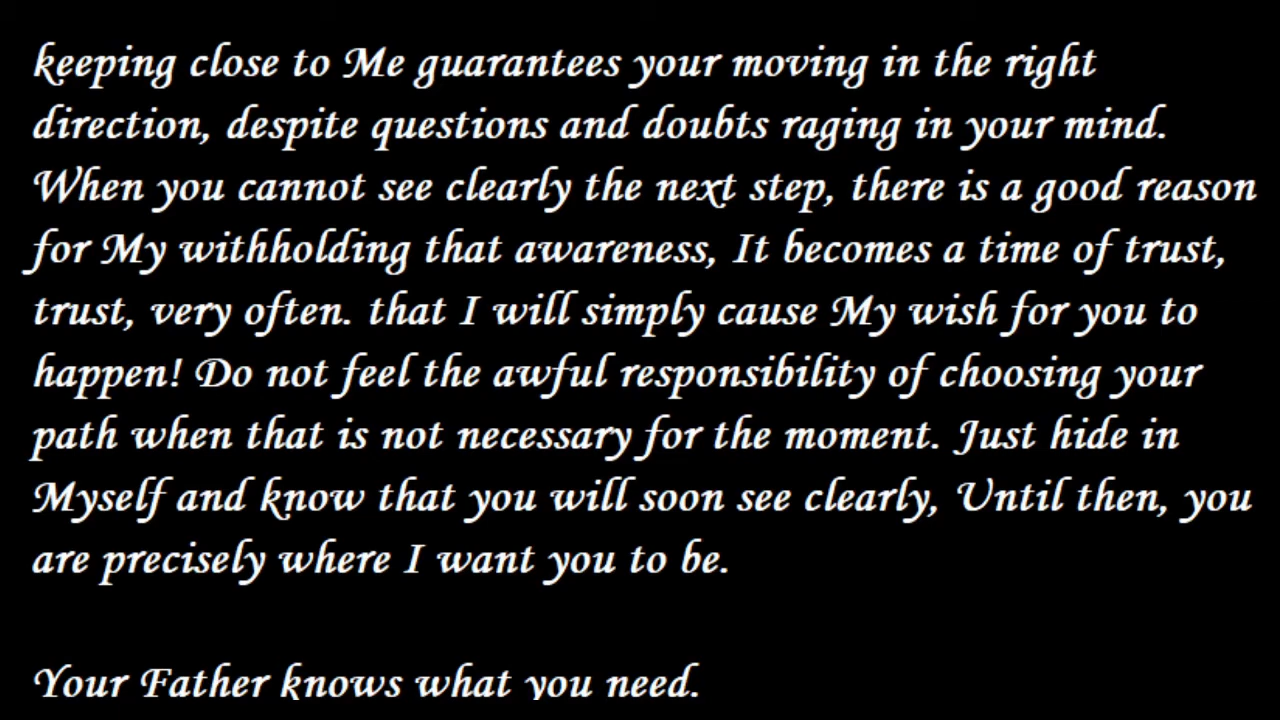 keeping close to Me guarantees your moving in the right
direction, despite questions and doubts raging in your mind.
When you cannot see clearly the next step, there is a good reason
for My withholding that awareness, It becomes a time of trust,
trust, very often. that I will simply cause My wish for you to
happen! Do not feel the awful responsibility of choosing your
path when that is not necessary for the moment. Just hide in
Myself and know that you will soon see clearly, Until then, you
are precisely where I want you to be.
Your Father knows what you need.